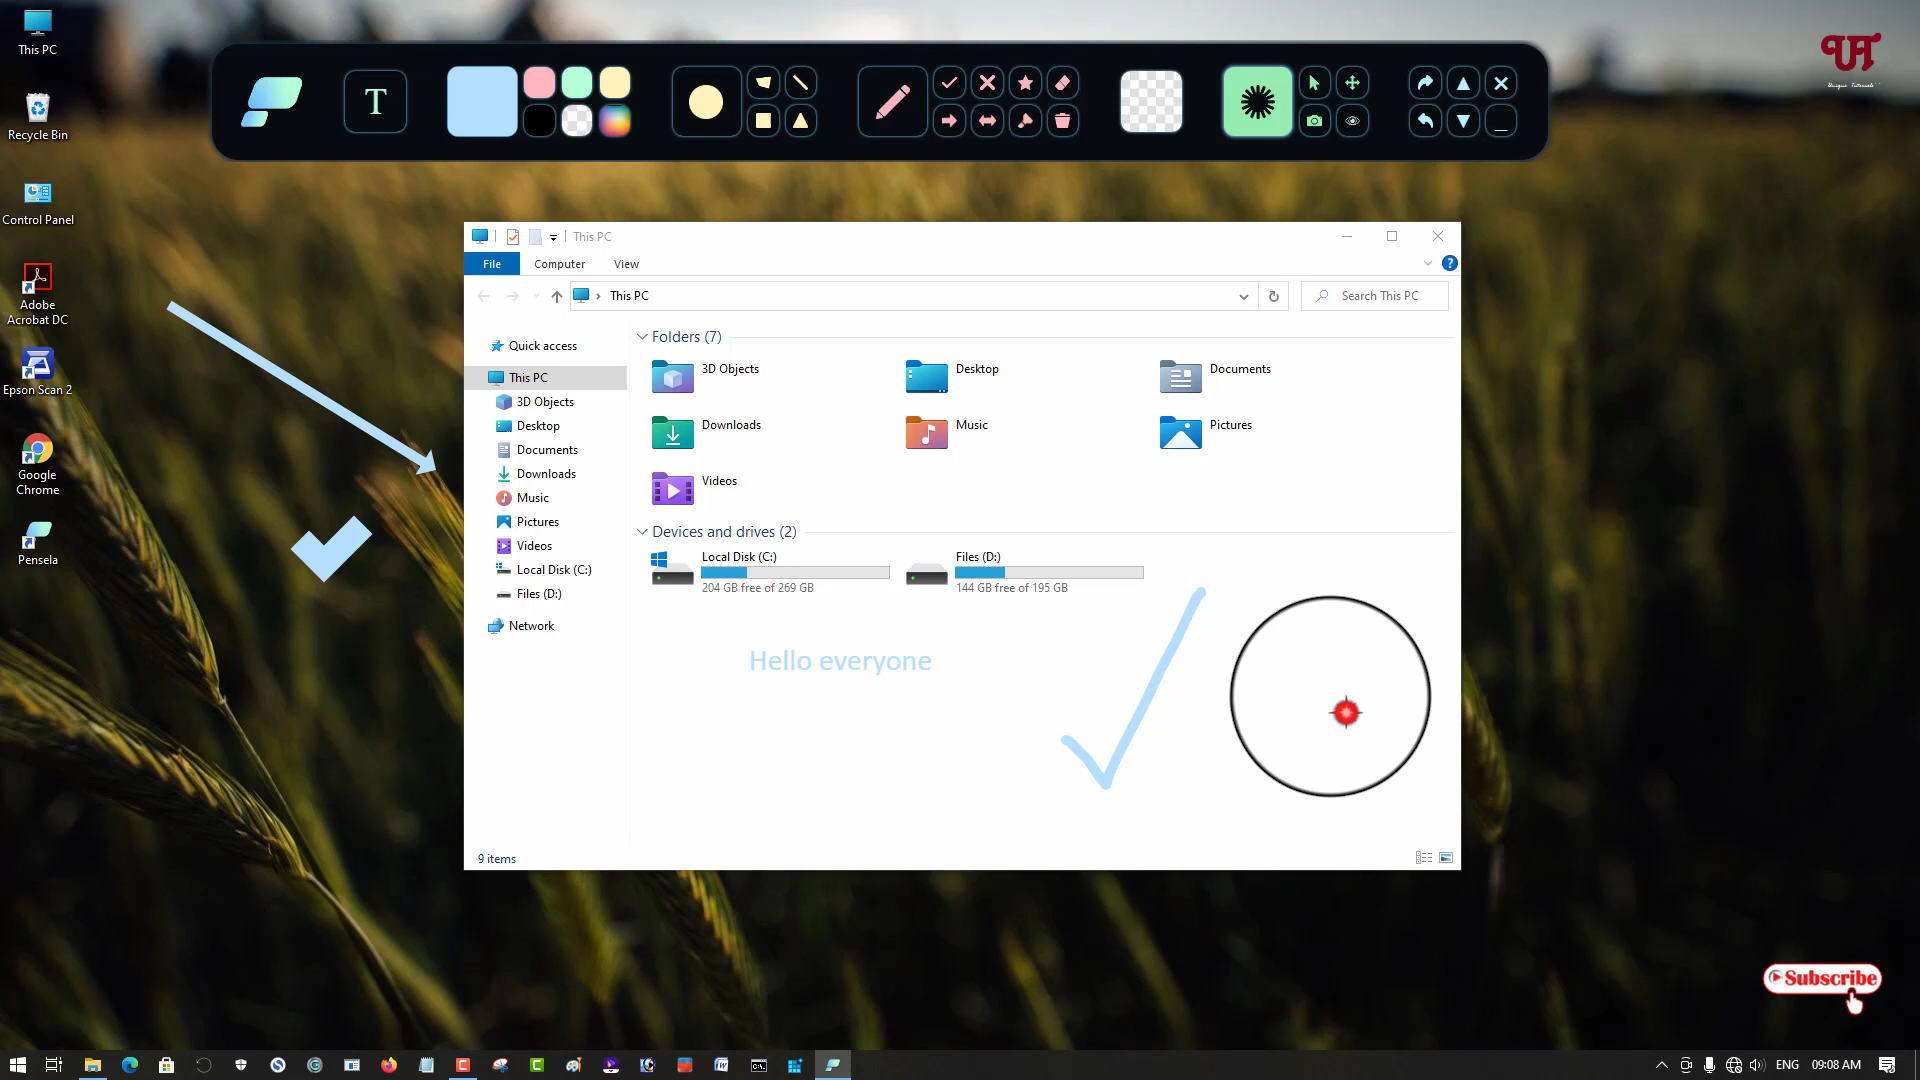 This PC
Recycle Bin
Control Panel
Adobe
Acrobat DC
Epson Scan 2
Google
Chrome
Pensela
T
UT
Unique Tutorials
This PC
File
Computer
View
This PC
Search This PC
Quick access
This PC
3D Objects
Desktop
Documents
Downloads
Music
Pictures
Videos
Local Disk (C:)
Files (D:)
Network
Folders (7)
3D Objects
Desktop
Documents
Downloads
Music
Pictures
Videos
Devices and drives (2)
Local Disk (C:)
204 GB free of 269 GB
Files (D:)
144 GB free of 195 GB
Hello everyone
9 items
Subscribe
ENG
09:08 AM